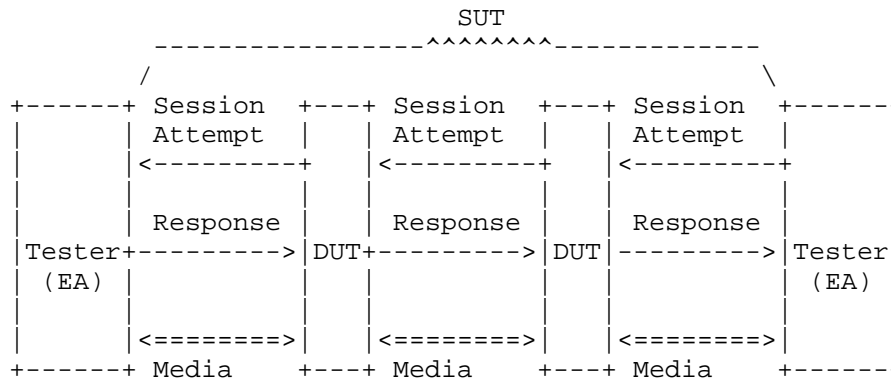 SUT
Session Session Session
Attempt Attempt Attempt
Response Response Response
Tester DUT DUT Tester
(EA) (EA)
Media Media Media